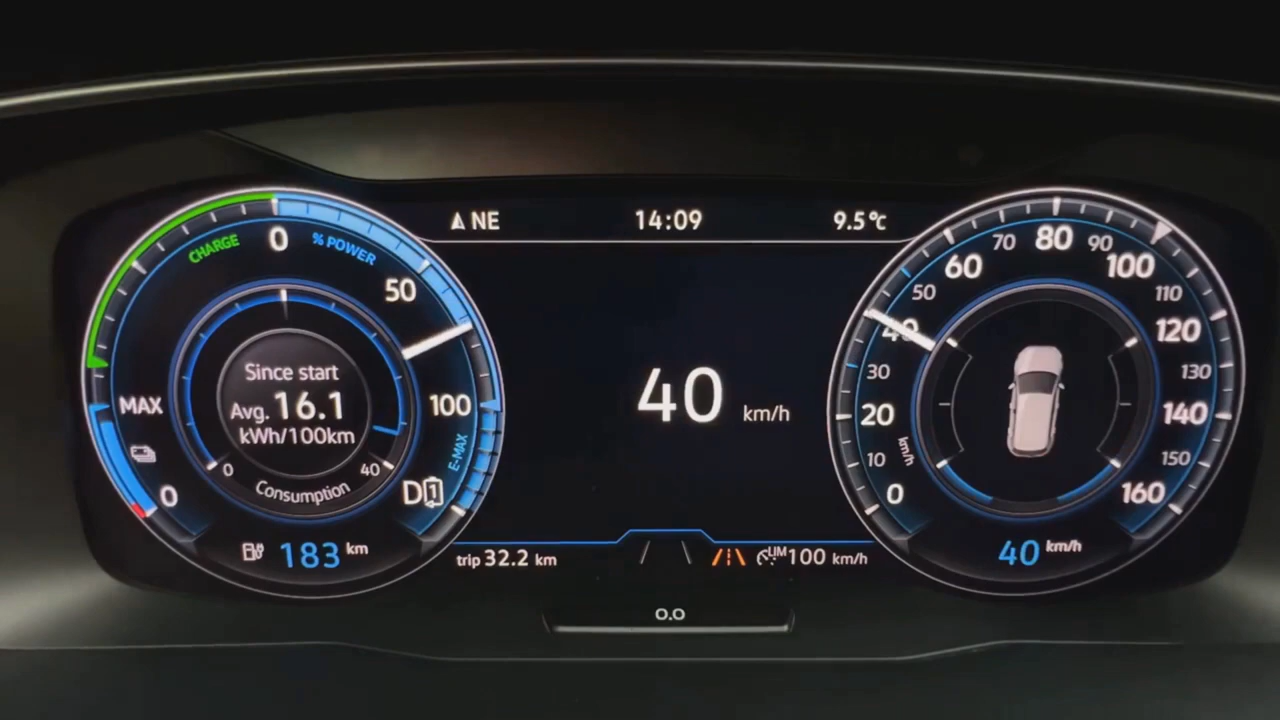 NE
14:09
9.5°C
CHARGE
0
% POWER
50
100
E-MAX
MAX
0
Since start
Avg. 16.1
kWh/100km
0
40
Consumption
D 1
183 km
40 km/h
trip 32.2 km
LIM 100 km/h
0.0
0
10
20
30
40
50
60
70
80
90
100
110
120
130
140
150
160
km/h
40 km/h